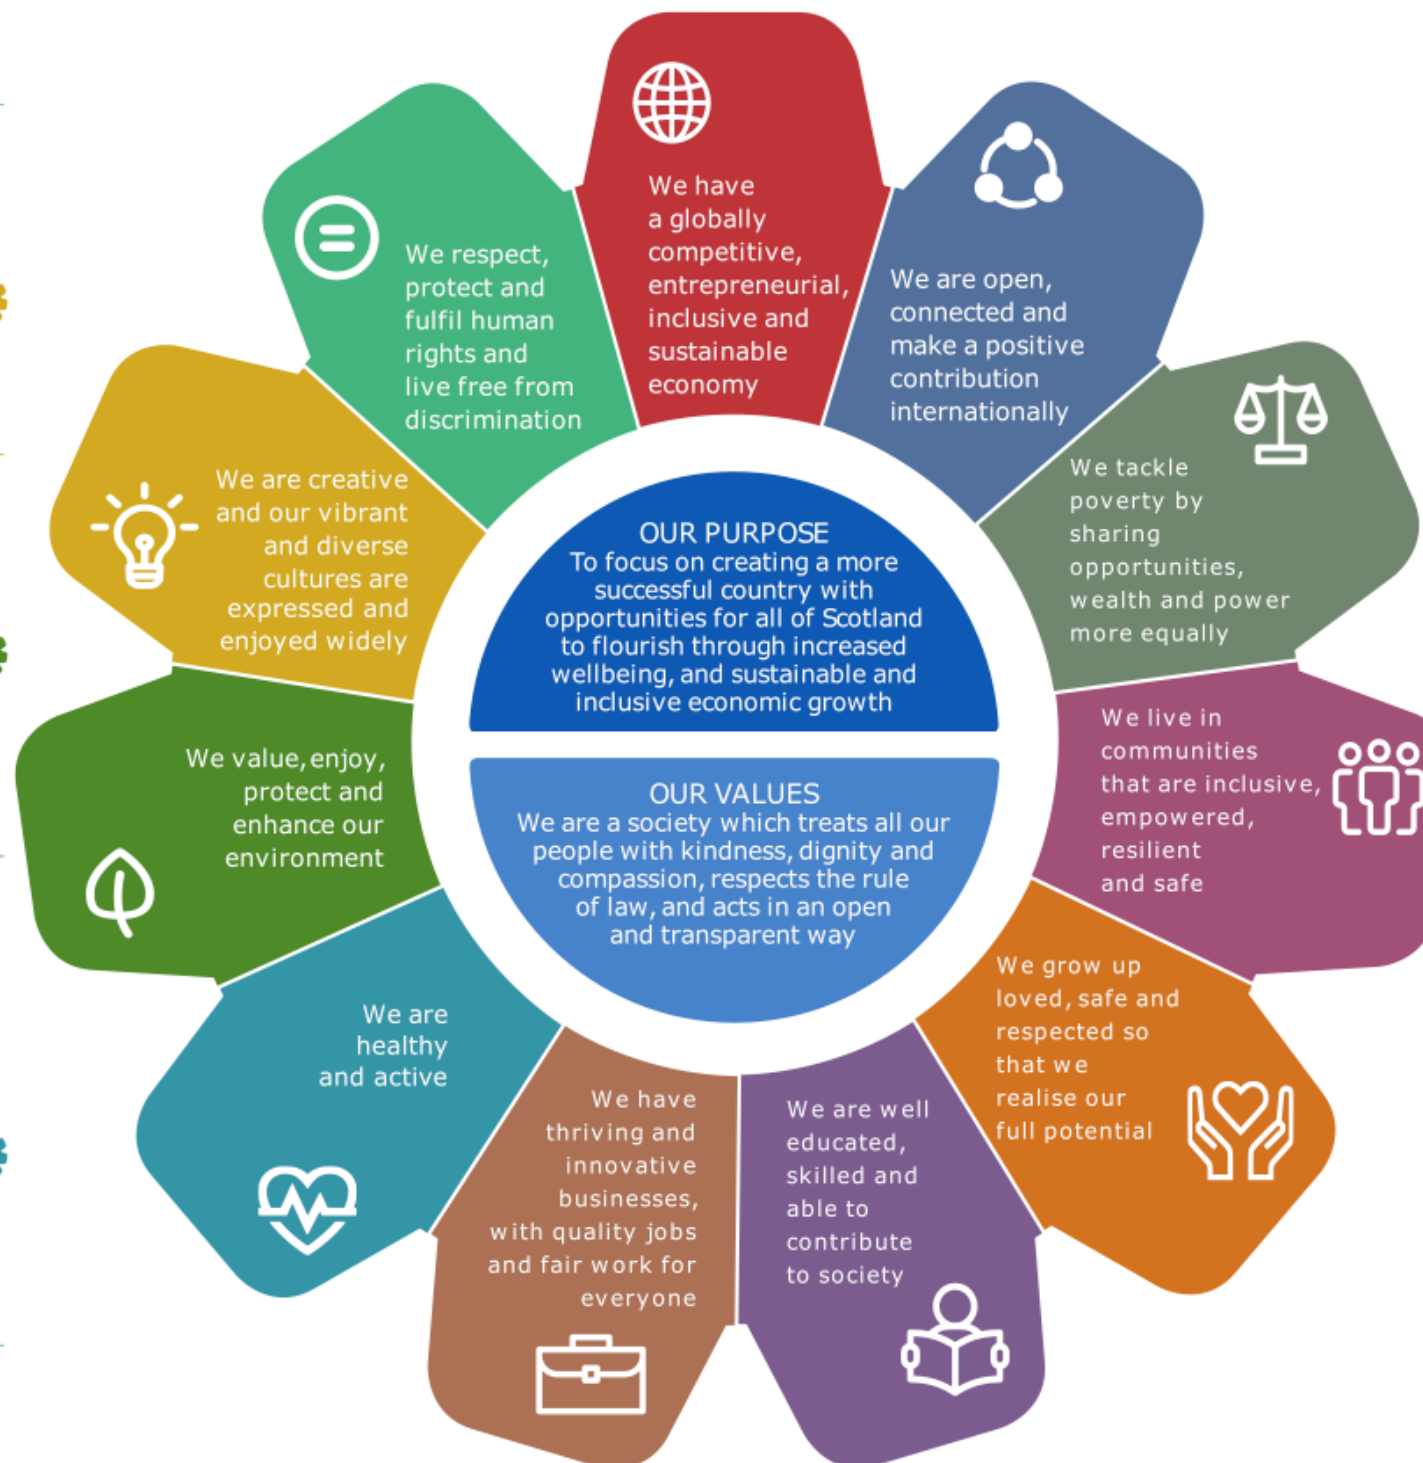 We have
a globally
competitive,
entrepreneurial,
inclusive and
sustainable
economy
We are open,
connected and
make a positive
contribution
internationally
We tackle
poverty by
sharing
opportunities,
wealth and power
more equally
We live in
communities
that are inclusive,
empowered,
resilient
and safe
We grow up
loved, safe and
respected so
that we
realise our
full potential
We are well
educated,
skilled and
able to
contribute
to society
We have
thriving and
innovative
businesses,
with quality jobs
and fair work for
everyone
We are
healthy
and active
We value, enjoy,
protect and
enhance our
environment
We are creative
and our vibrant
and diverse
cultures are
expressed and
enjoyed widely
We respect,
protect and
fulfil human
rights and
live free from
discrimination
OUR PURPOSE
To focus on creating a more
successful country with
opportunities for all of Scotland
to flourish through increased
wellbeing, and sustainable and
inclusive economic growth
OUR VALUES
We are a society which treats all our
people with kindness, dignity and
compassion, respects the rule
of law, and acts in an open
and transparent way